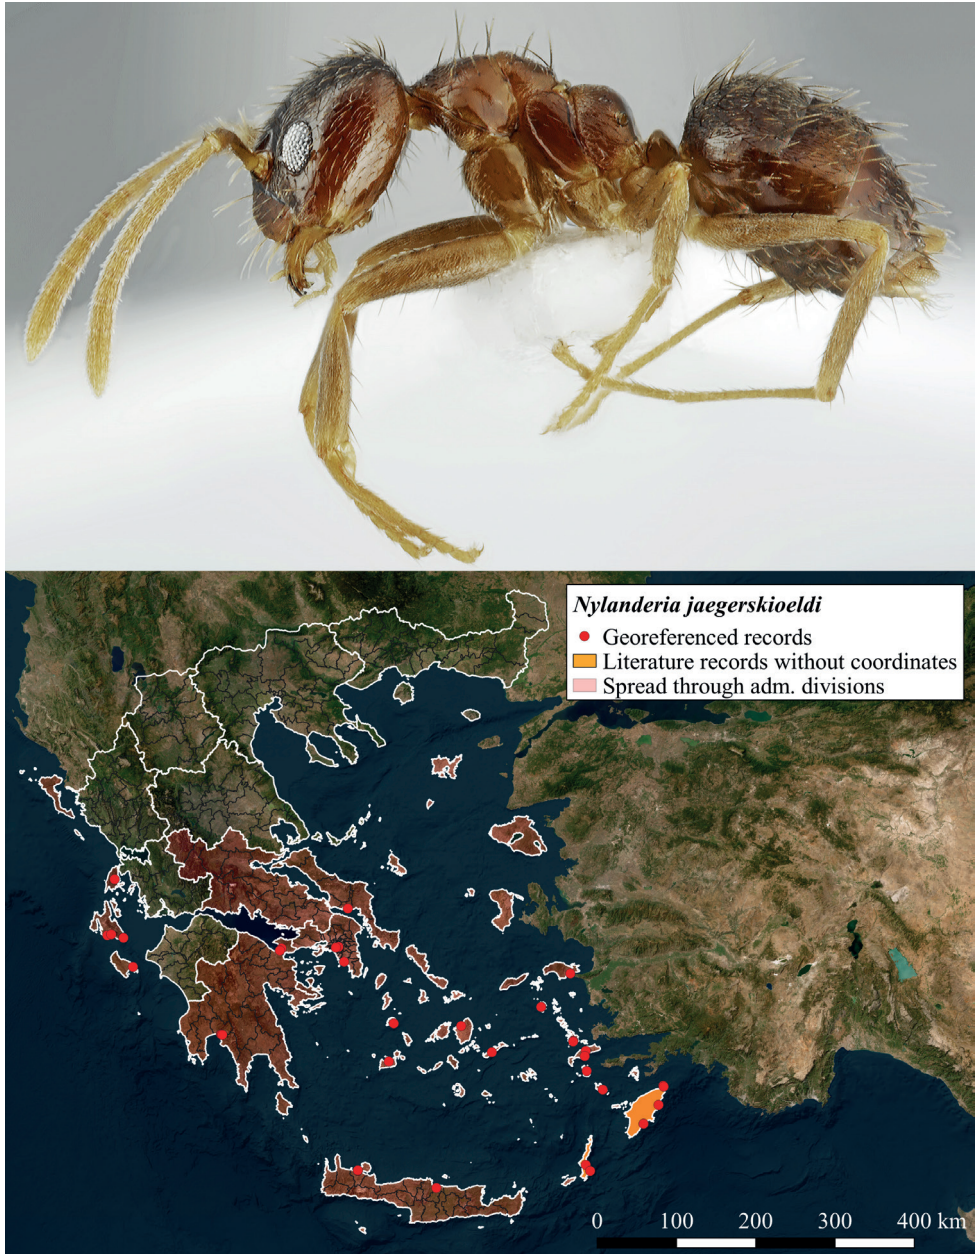 Nylanderia jaegerskioeldi
Georeferenced records
Literature records without coordinates
Spread through adm. divisions
0 100 200 300 400 km